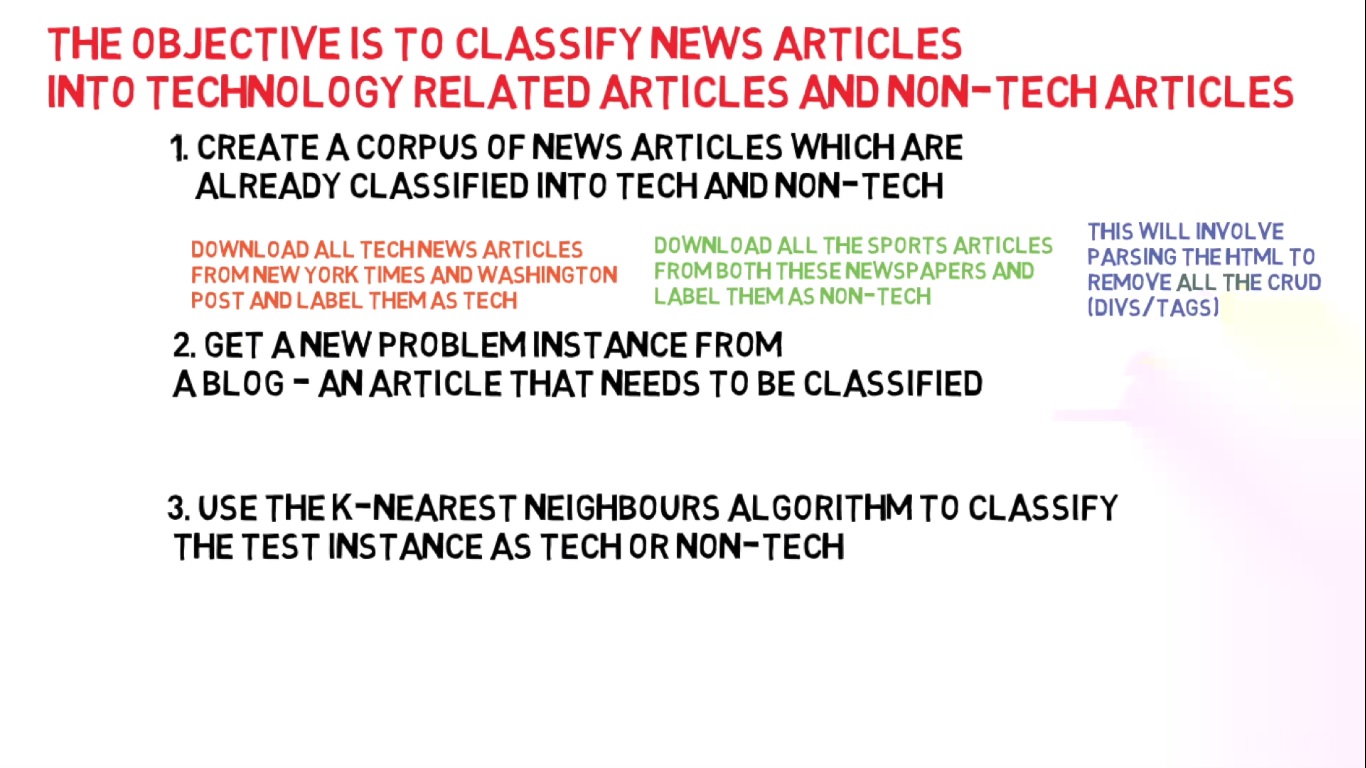 THE OBJECTIVE IS TO CLASSIFY NEWS ARTICLES
INTO TECHNOLOGY RELATED ARTICLES AND NON-TECH ARTICLES
1. CREATE A CORPUS OF NEWS ARTICLES WHICH ARE
ALREADY CLASSIFIED INTO TECH AND NON-TECH
DOWNLOAD ALL TECH NEWS ARTICLES
FROM NEW YORK TIMES AND WASHINGTON
POST AND LABEL THEM AS TECH
DOWNLOAD ALL THE SPORTS ARTICLES
FROM BOTH THESE NEWSPAPERS AND
LABEL THEM AS NON-TECH
THIS WILL INVOLVE
PARSING THE HTML TO
REMOVE ALL THE CRUD
(DIVS/TAGS)
2. GET A NEW PROBLEM INSTANCE FROM
A BLOG - AN ARTICLE THAT NEEDS TO BE CLASSIFIED
3. USE THE K-NEAREST NEIGHBOURS ALGORITHM TO CLASSIFY
THE TEST INSTANCE AS TECH OR NON-TECH